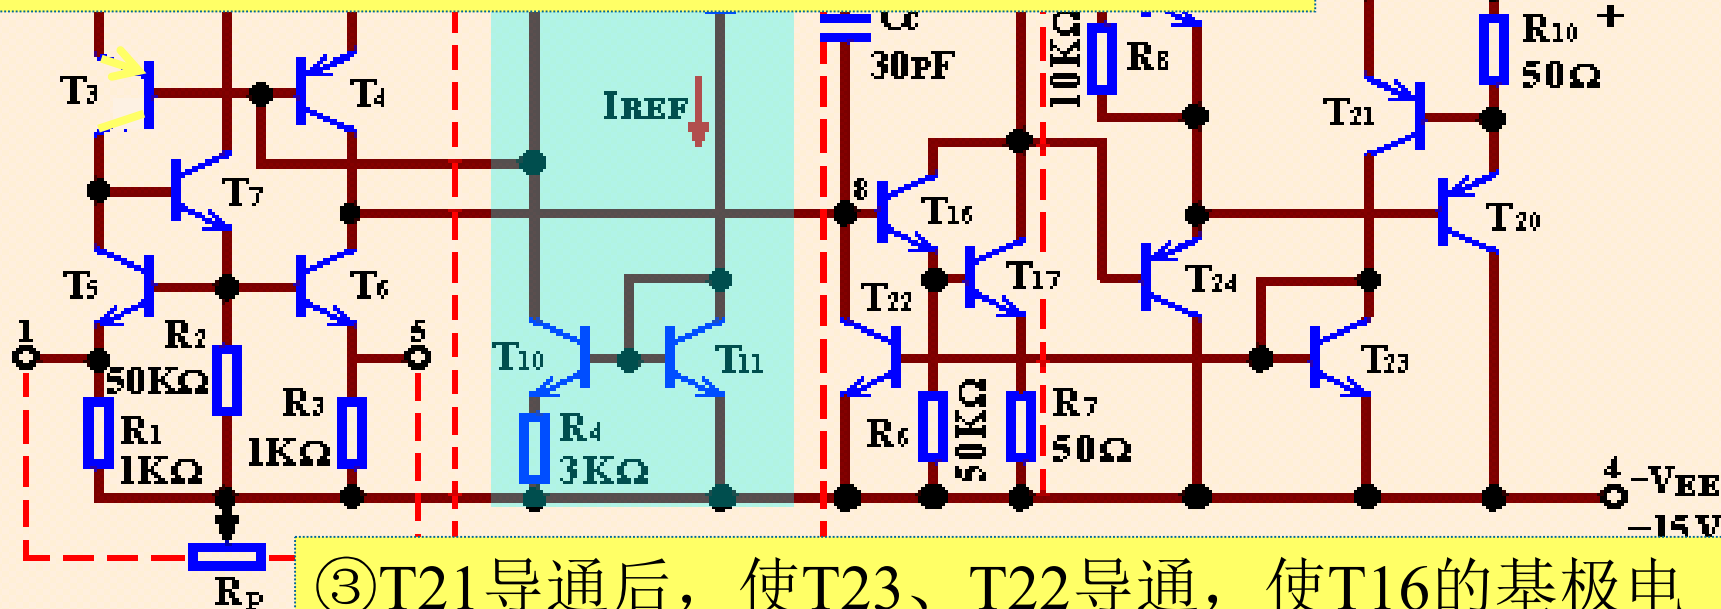 Cc
30PF
10KΩ
R8
R10
50Ω
+
T3
T4
IREF
T21
8
T7
T16
T20
T5
T6
T22
T17
T24
1
R2
50KΩ
5
T10
T11
T23
R1
1KΩ
R3
1KΩ
R4
3KΩ
R6
50KΩ
R7
50Ω
4
-VEE
-15V
RP
③T21导通后，使T23、T22导通，使T16的基极电